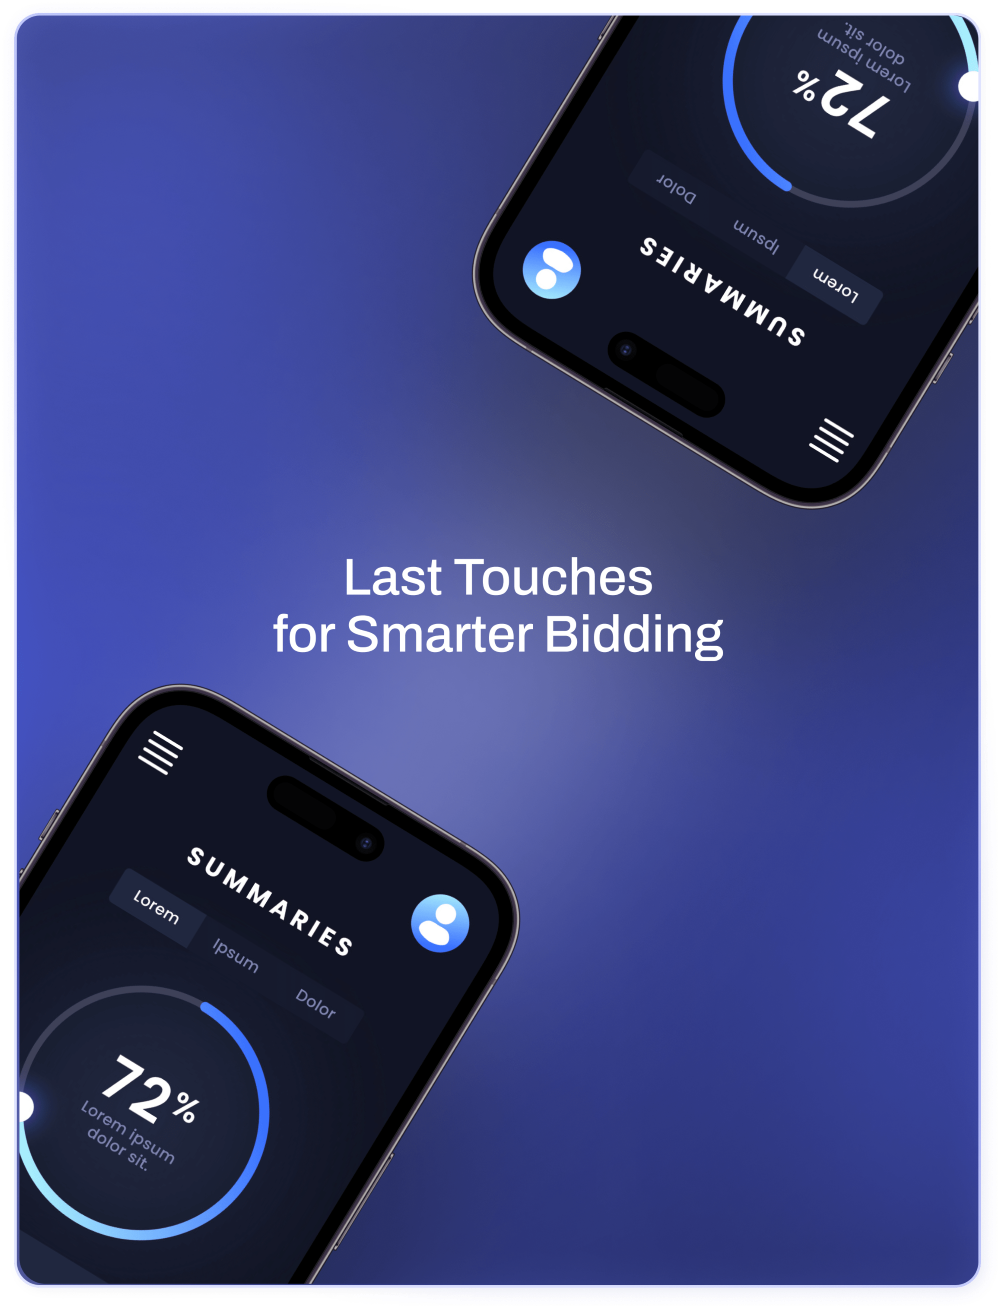 Lorem ipsum
dolor sit.
72%
Lorem
Ipsum
Dolor
SUMMARIES
Last Touches
for Smarter Bidding
SUMMARIES
Lorem
Ipsum
Dolor
72%
Lorem ipsum
dolor sit.